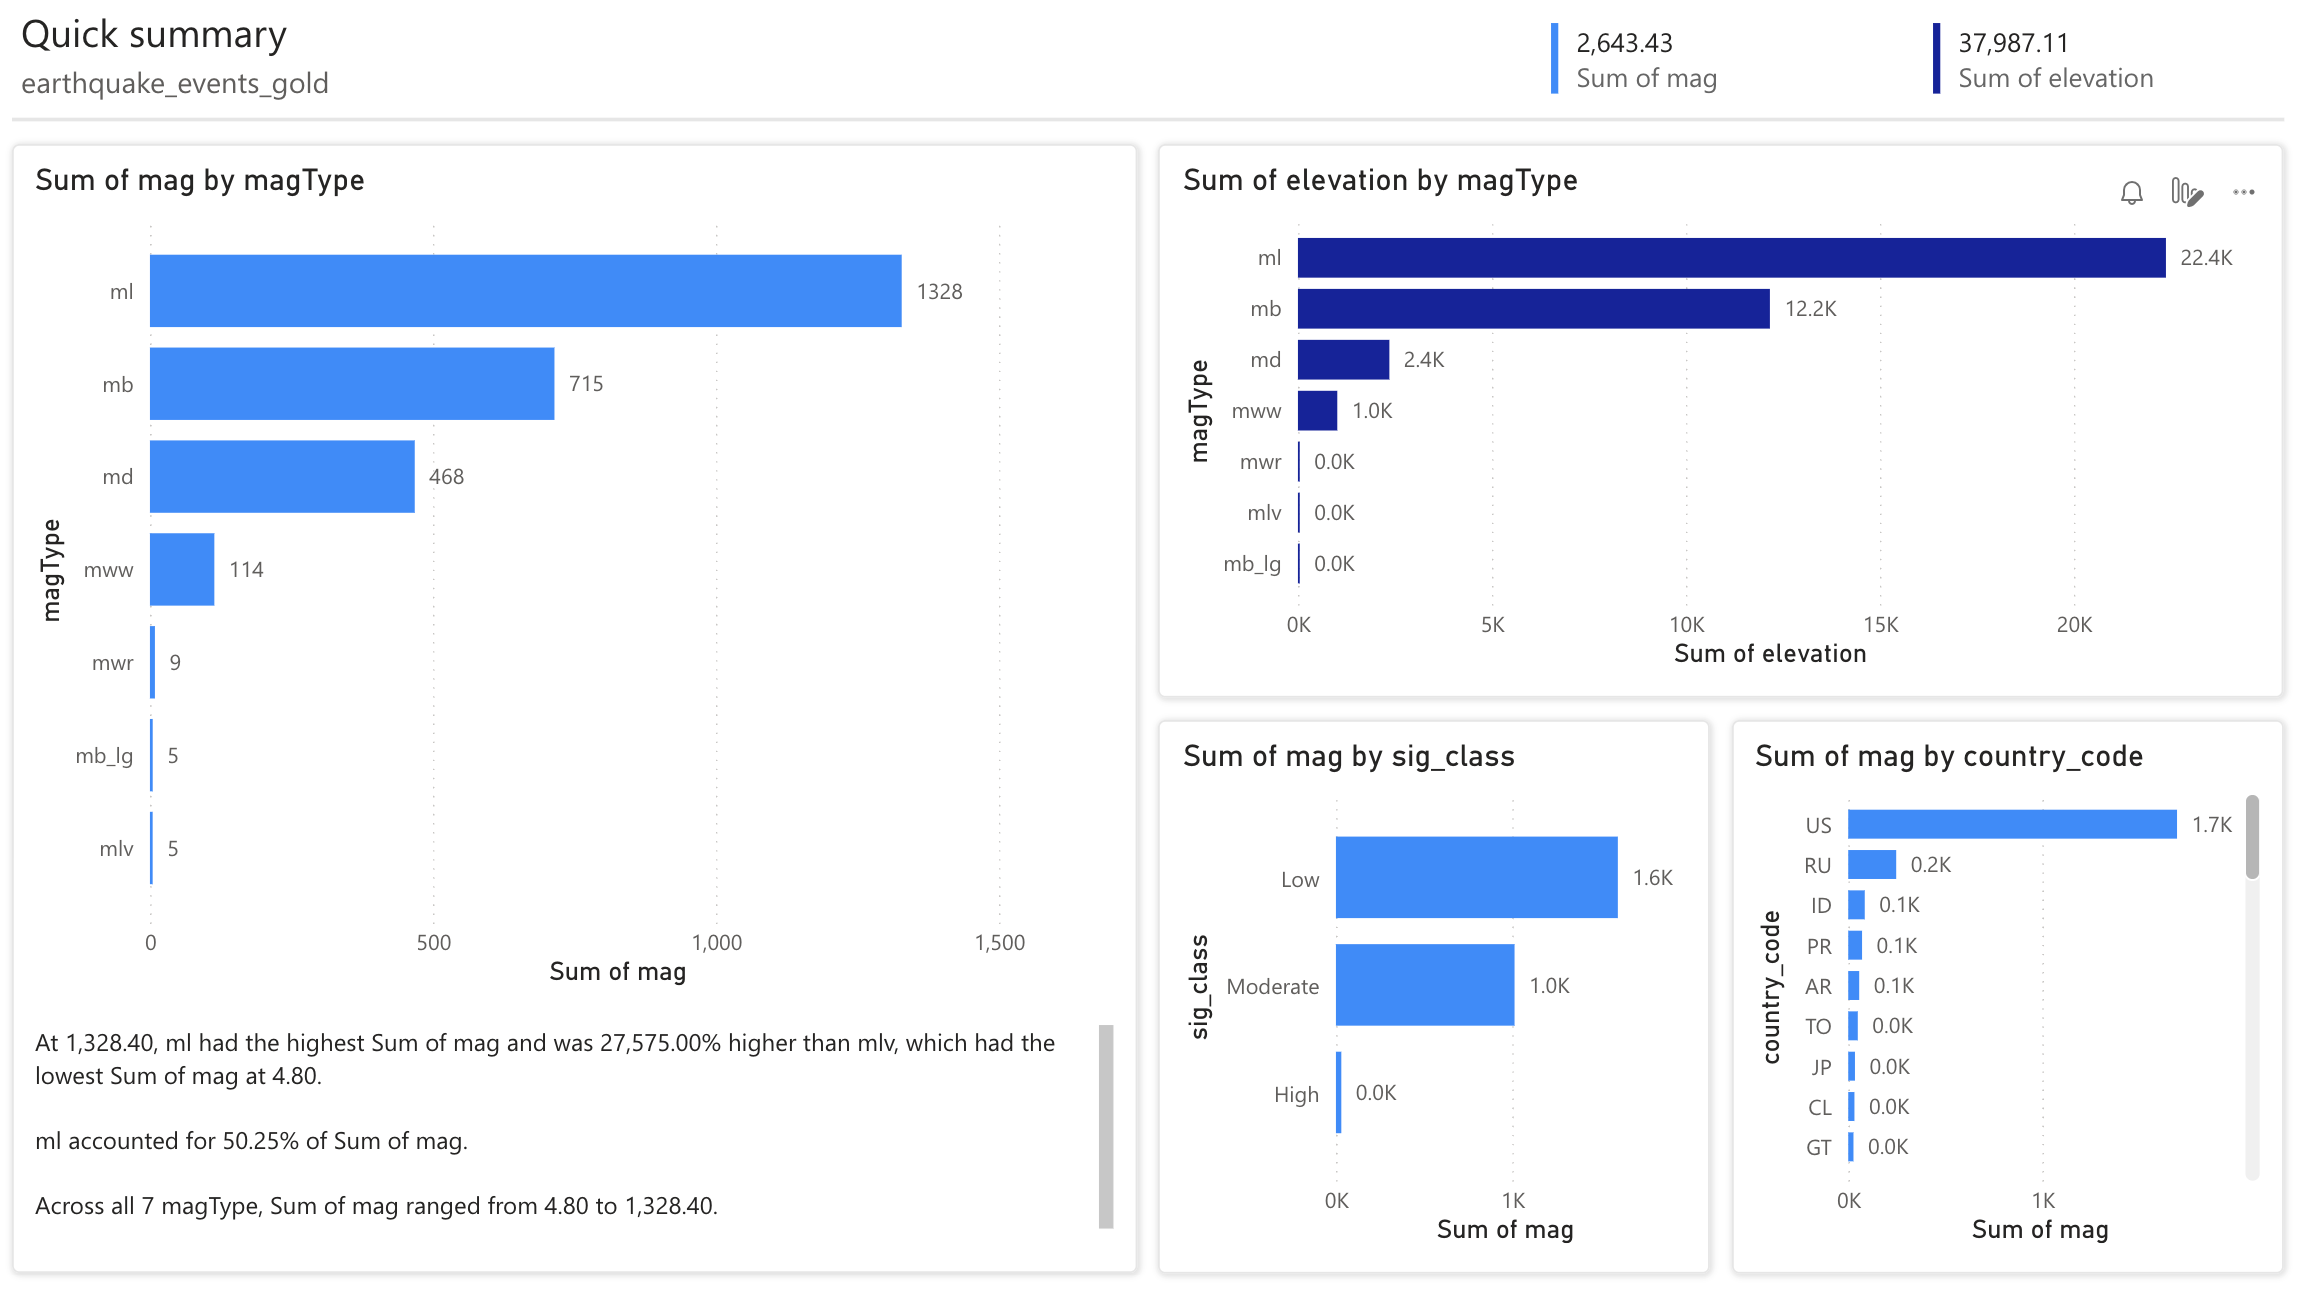 Quick summary
earthquake_events_gold
2,643.43
Sum of mag
37,987.11
Sum of elevation
Sum of mag by magType
magType
ml 1328
mb 715
md 468
mww 114
mwr 9
mb_lg 5
mlv 5
0 500 1,000 1,500
Sum of mag
At 1,328.40, ml had the highest Sum of mag and was 27,575.00% higher than mlv, which had the
lowest Sum of mag at 4.80.
ml accounted for 50.25% of Sum of mag.
Across all 7 magType, Sum of mag ranged from 4.80 to 1,328.40.
Sum of elevation by magType
magType
ml 22.4K
mb 12.2K
md 2.4K
mww 1.0K
mwr 0.0K
mlv 0.0K
mb_lg 0.0K
0K 5K 10K 15K 20K
Sum of elevation
Sum of mag by sig_class
sig_class
Low 1.6K
Moderate 1.0K
High 0.0K
0K 1K
Sum of mag
Sum of mag by country_code
country_code
US 1.7K
RU 0.2K
ID 0.1K
PR 0.1K
AR 0.1K
TO 0.0K
JP 0.0K
CL 0.0K
GT 0.0K
0K 1K
Sum of mag